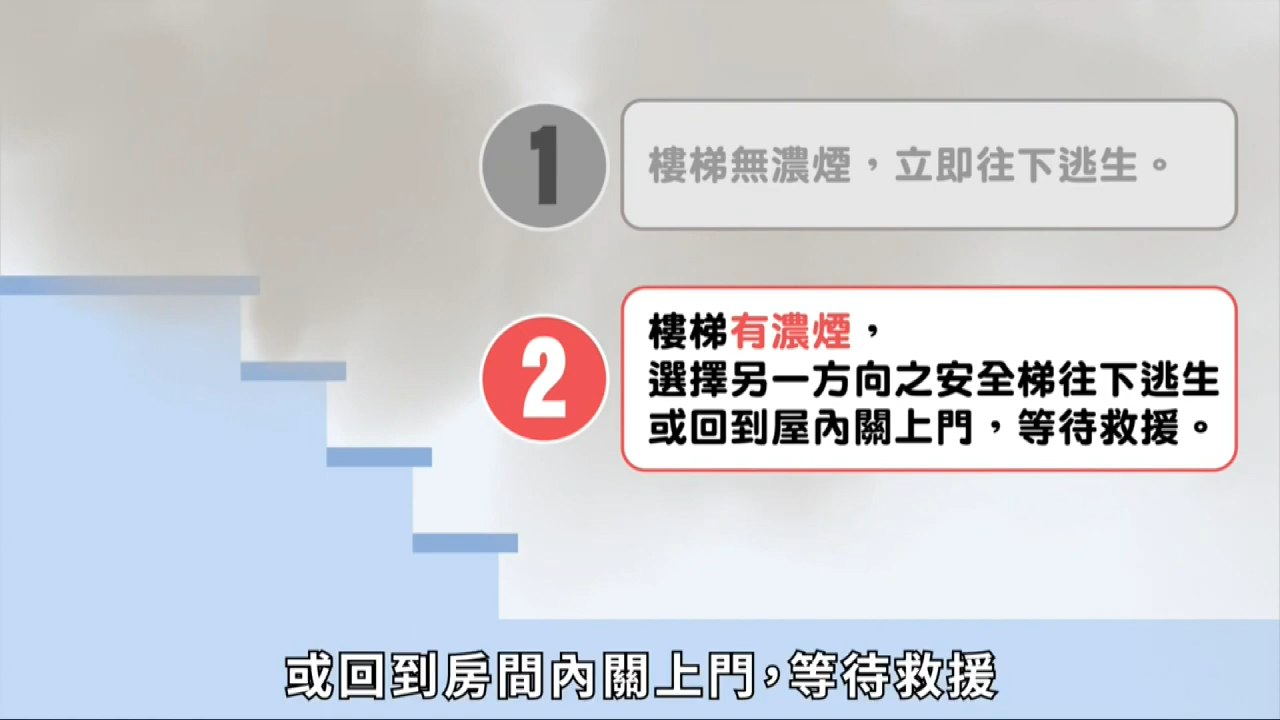 1
樓梯無濃煙，立即往下逃生。
2
樓梯有濃煙，
選擇另一方向之安全梯往下逃生
或回到屋內關上門，等待救援。
或回到房間內關上門，等待救援